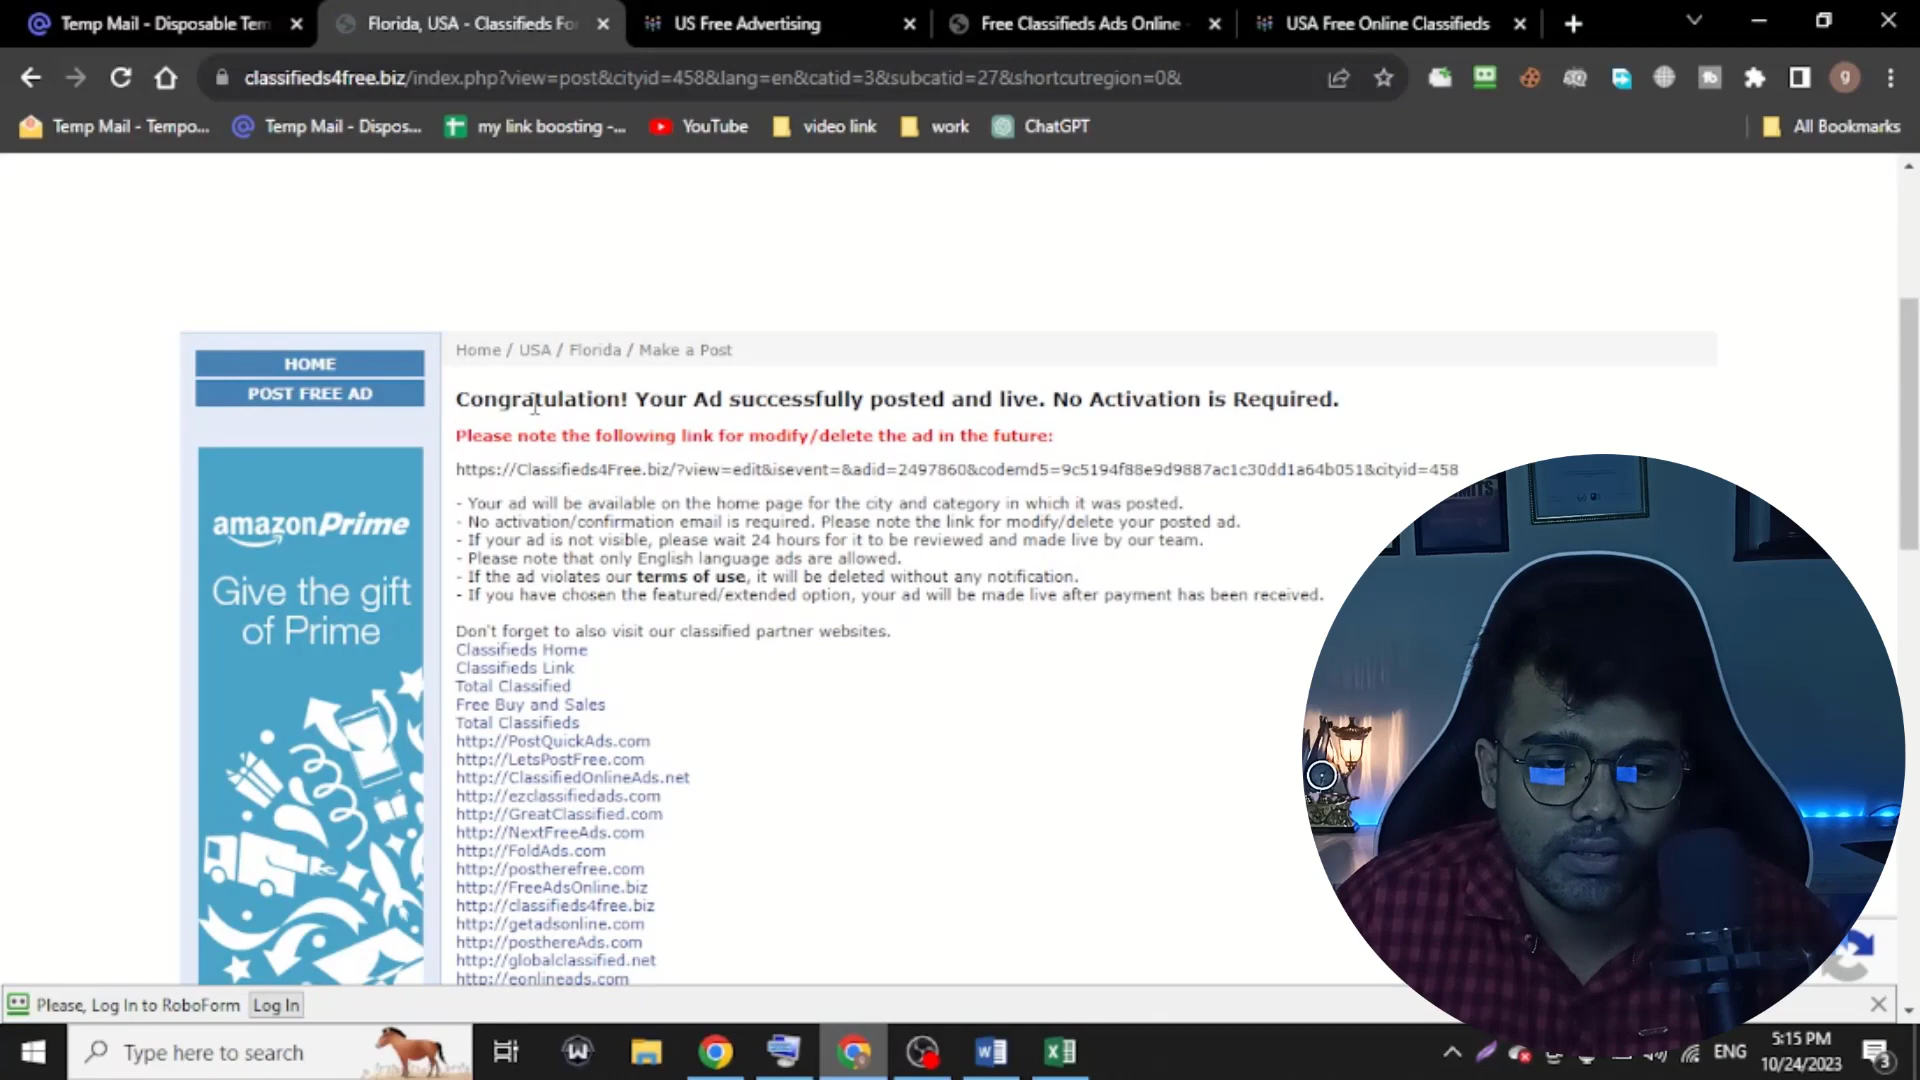 Temp Mail - Disposable Tem
Florida, USA - Classifieds Fo
US Free Advertising
Free Classifieds Ads Online
USA Free Online Classifieds
classifieds4free.biz/index.php?view=post&cityid=458&lang=en&catid=3&subcatid=27&shortcutregion=0&
Temp Mail - Tempo...
Temp Mail - Dispos...
my link boosting -...
YouTube
video link
work
ChatGPT
All Bookmarks
HOME
POST FREE AD
Home / USA / Florida / Make a Post
Congratulation! Your Ad successfully posted and live. No Activation is Required.
Please note the following link for modify/delete the ad in the future:
https://Classifieds4Free.biz/?view=edit&isevent=&adid=2497860&codemd5=9c5194f88e9d9887ac1c30dd1a64b051&cityid=458
- Your ad will be available on the home page for the city and category in which it was posted.
- No activation/confirmation email is required. Please note the link for modify/delete your posted ad.
- If your ad is not visible, please wait 24 hours for it to be reviewed and made live by our team.
- Please note that only English language ads are allowed.
- If the ad violates our terms of use, it will be deleted without any notification.
- If you have chosen the featured/extended option, your ad will be made live after payment has been received.
Don't forget to also visit our classified partner websites.
Classifieds Home
Classifieds Link
Total Classified
Free Buy and Sales
Total Classifieds
http://PostQuickAds.com
http://LetsPostFree.com
http://ClassifiedOnlineAds.net
http://ezclassifiedads.com
http://GreatClassified.com
http://NextFreeAds.com
http://FoldAds.com
http://postherefree.com
http://FreeAdsOnline.biz
http://classifieds4free.biz
http://getadsonline.com
http://posthereAds.com
http://globalclassified.net
http://eonlineads.com
amazonPrime
Give the gift
of Prime
Please, Log In to RoboForm
Log In
Type here to search
ENG
5:15 PM
10/24/2023
3